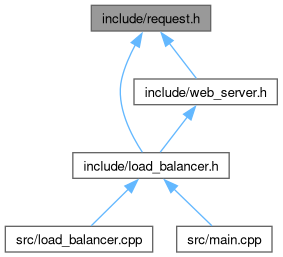 include/request.h
include/web_server.h
include/load_balancer.h
src/load_balancer.cpp
src/main.cpp